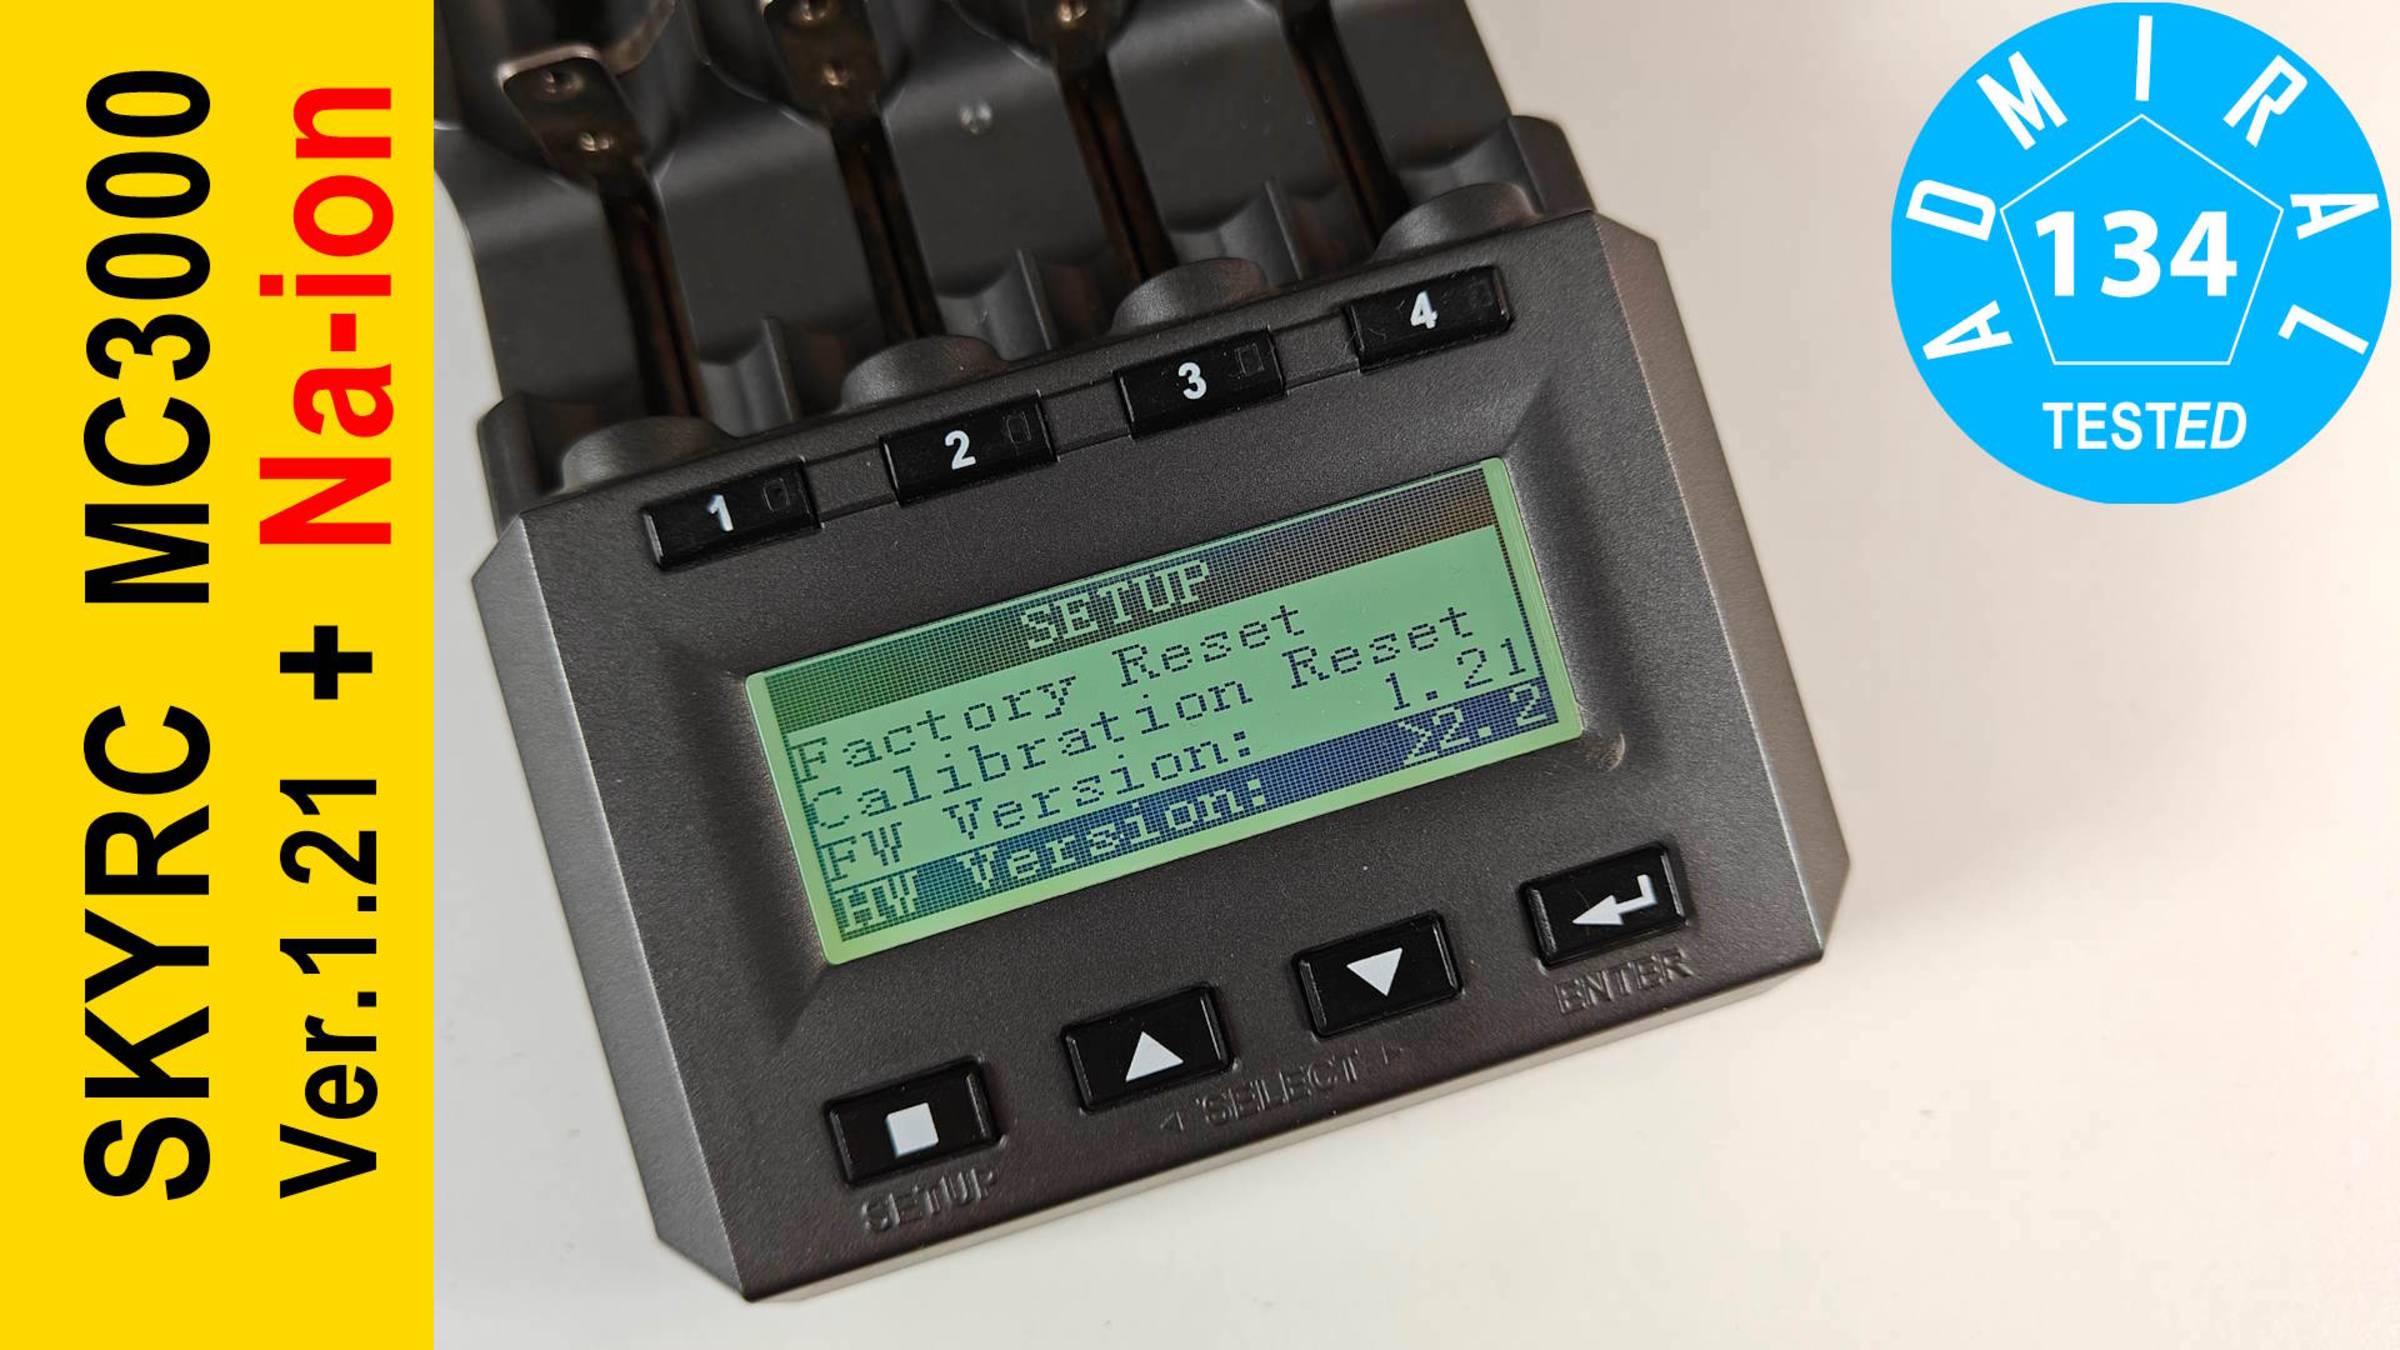 SKYRC MC3000
Ver.1.21 + Na-ion
ADMIRAL
134
TESTED
1
2
3
4
SETUP
Factory Reset
Calibration Reset
FW Version: 1.21
HW Version: >2.2
SETUP
SELECT
ENTER